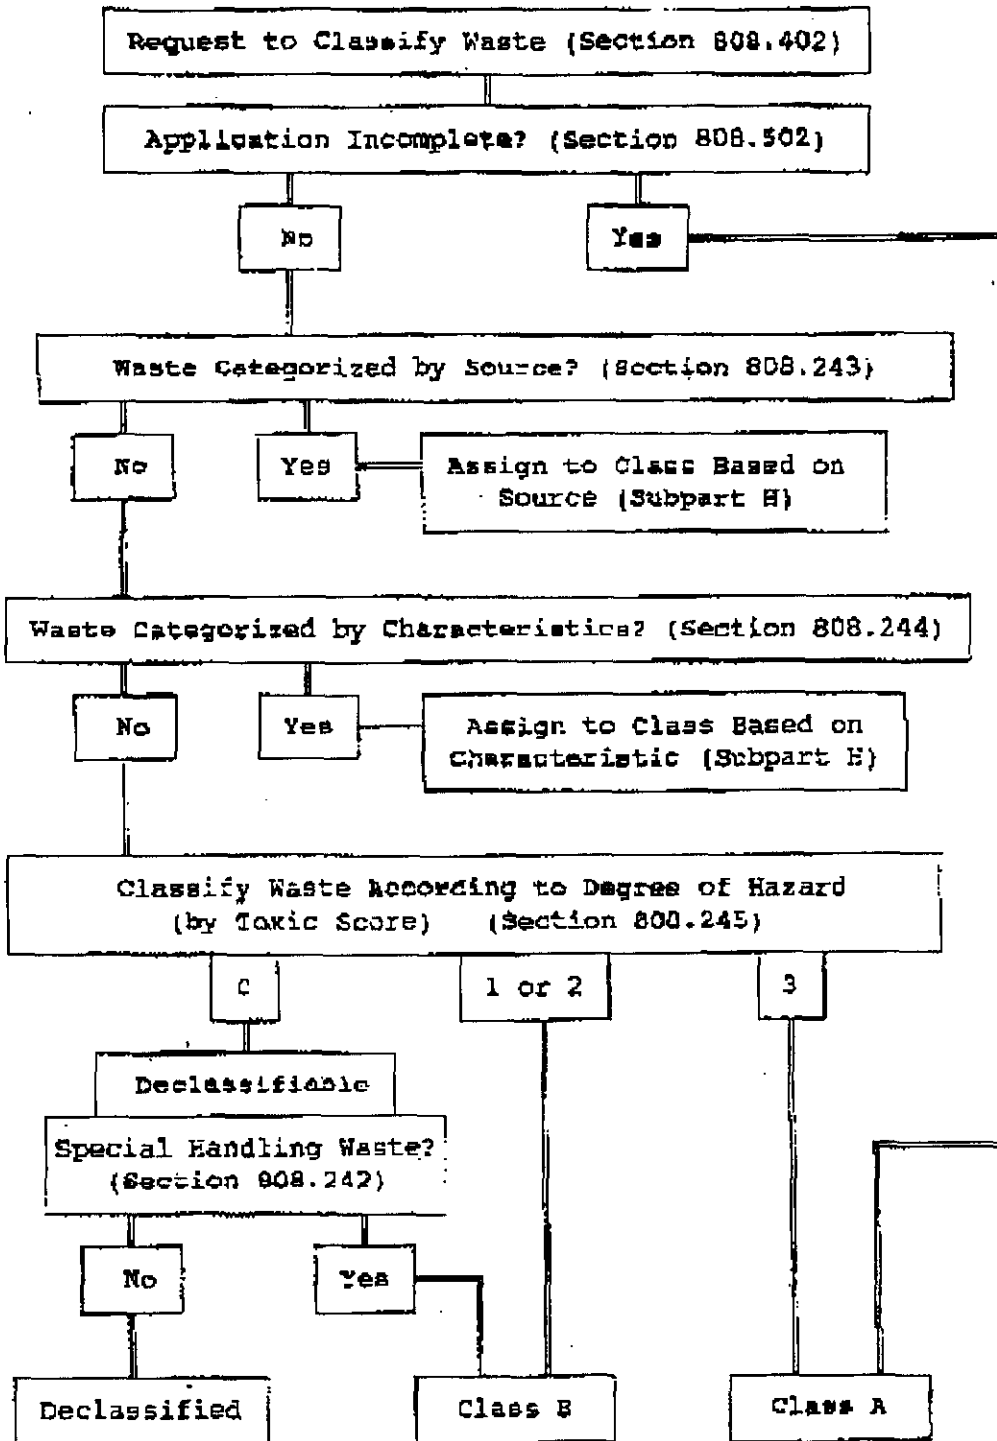 Request to Classify Waste (Section 808.402)
Application Incomplete? (Section 808.502)
No
Yes
Waste Categorized by Source? (Section 808.243)
No
Yes
Assign to Class Based on
Source (Subpart H)
Waste Categorized by Characteristics? (Section 808.244)
No
Yes
Assign to Class Based on
Characteristic (Subpart H)
Classify Waste According to Degree of Hazard
(by Toxic Score) (Section 808.245)
0
1 or 2
3
Declassifiable
Special Handling Waste?
(Section 808.242)
No
Yes
Declassified
Class B
Class A